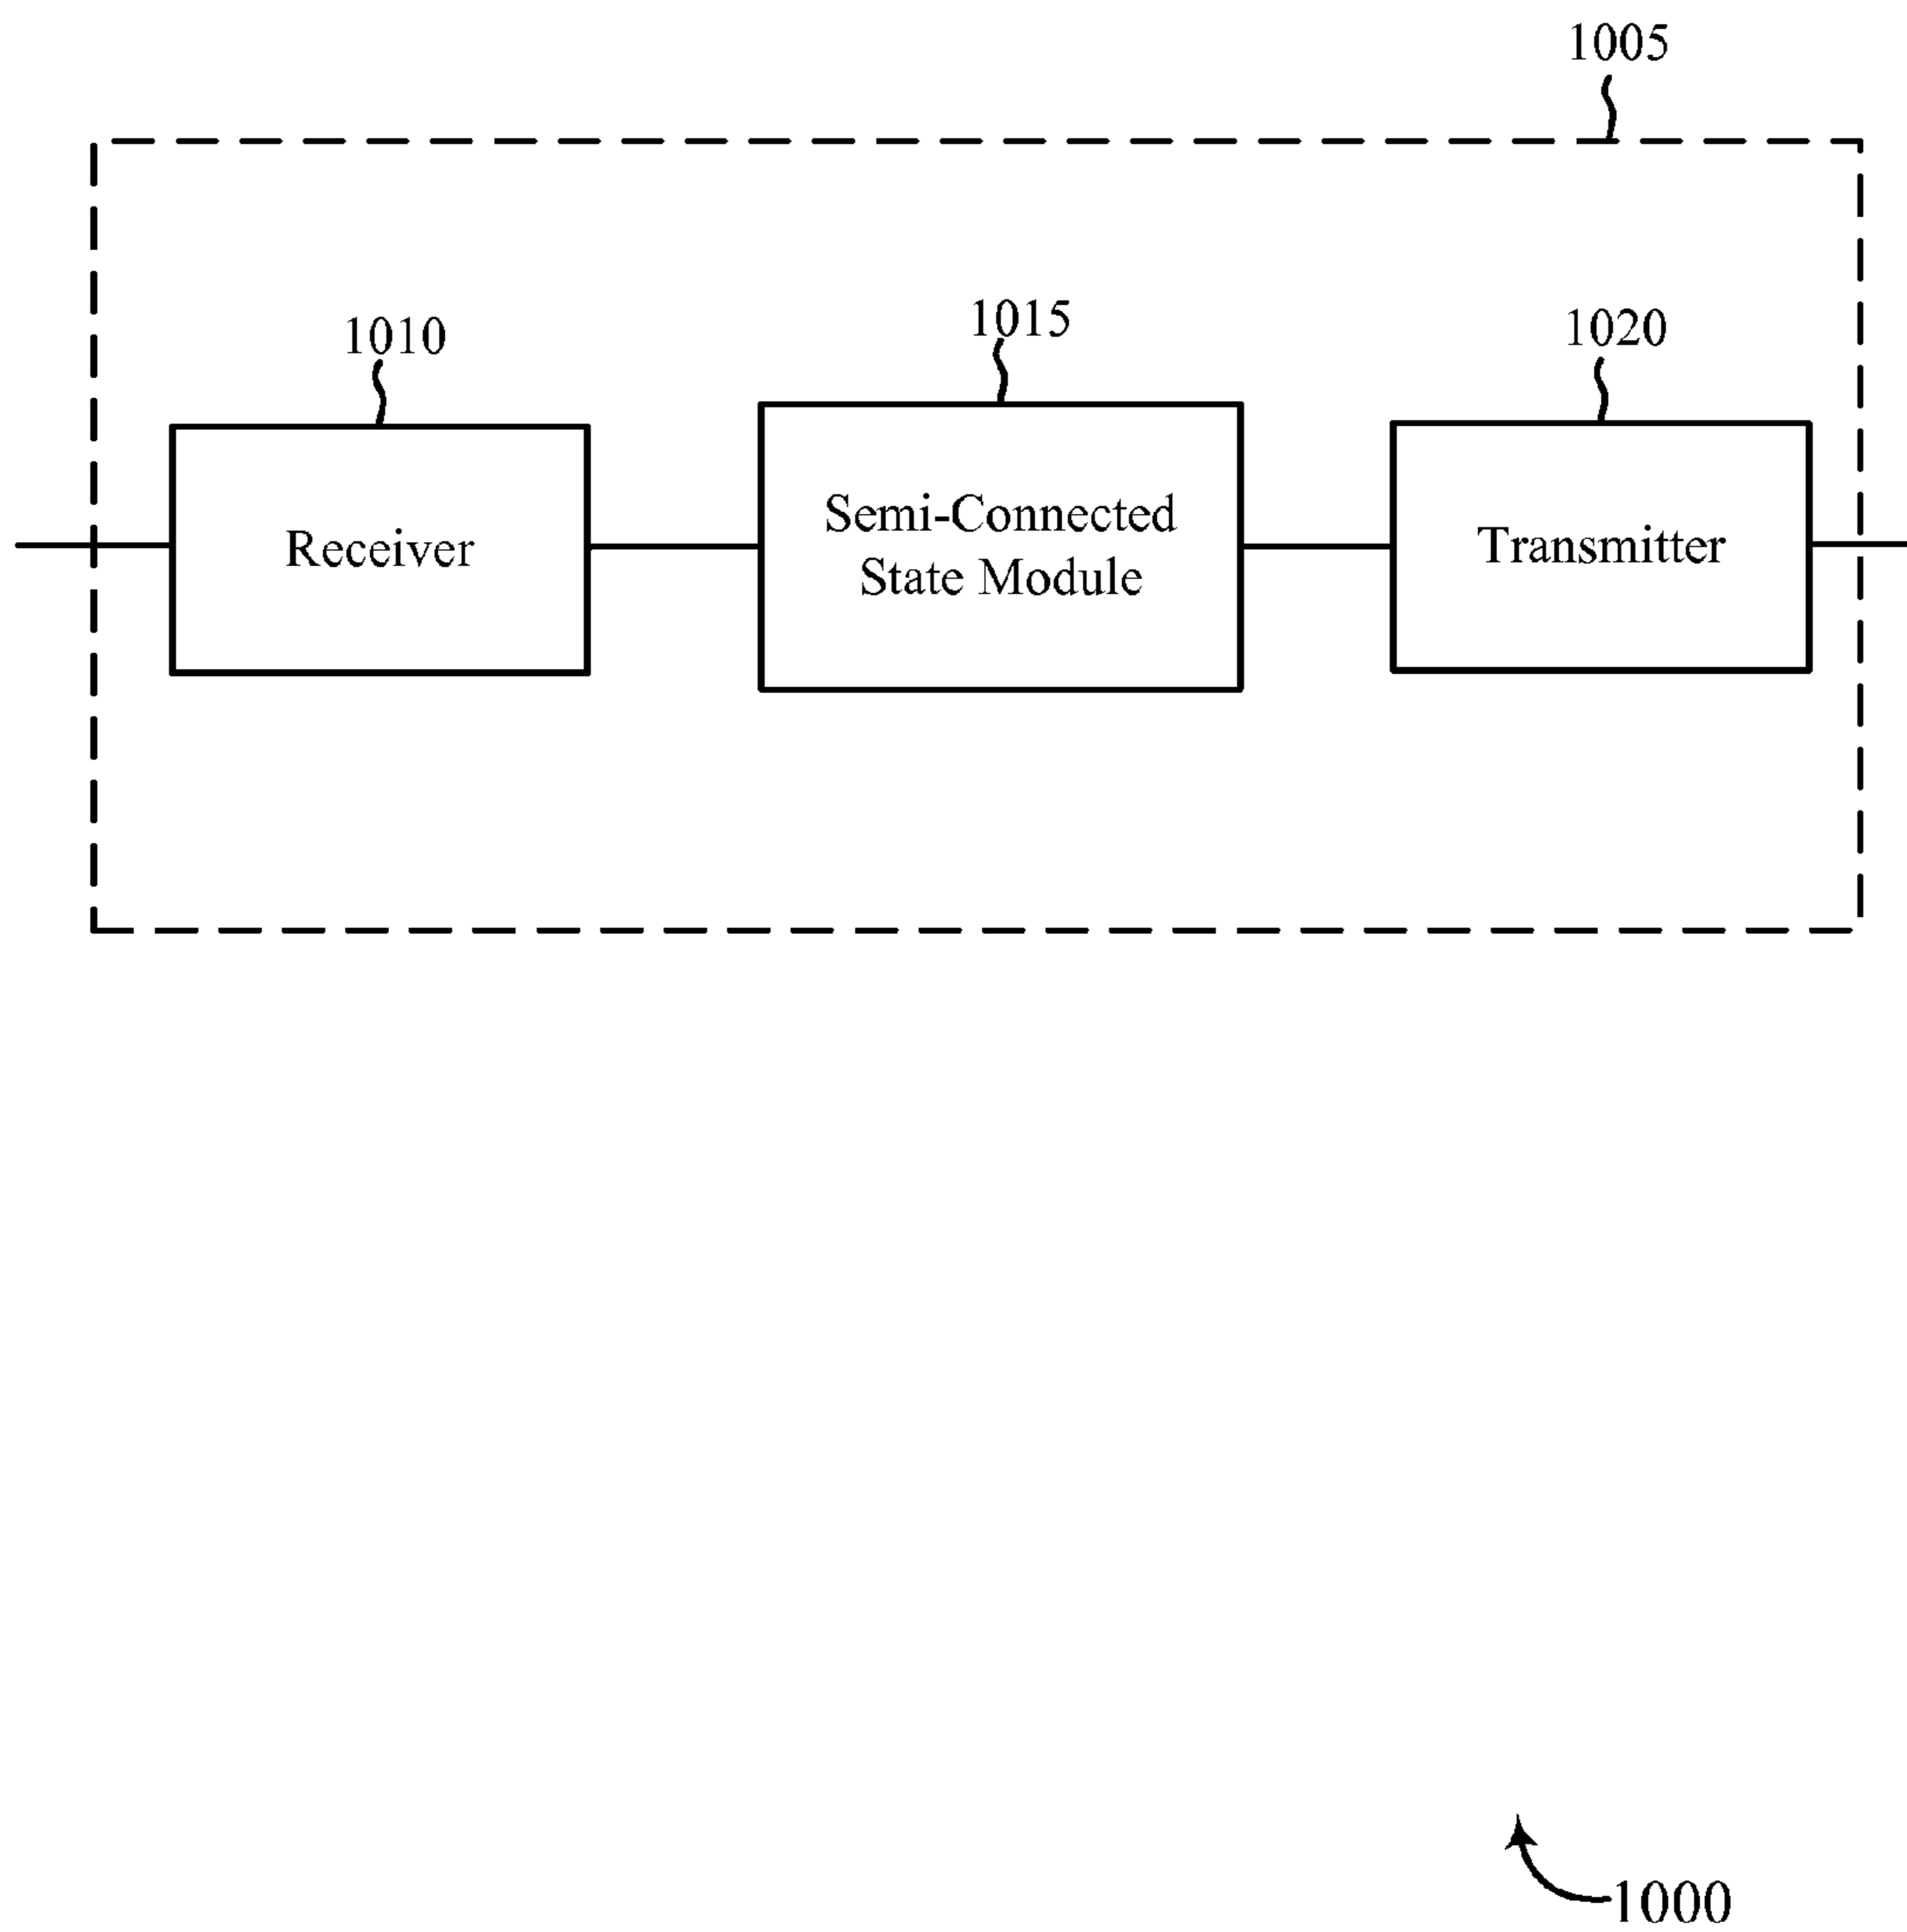 1005
1010
1015
1020
Receiver
Semi-Connected
State Module
Transmitter
1000